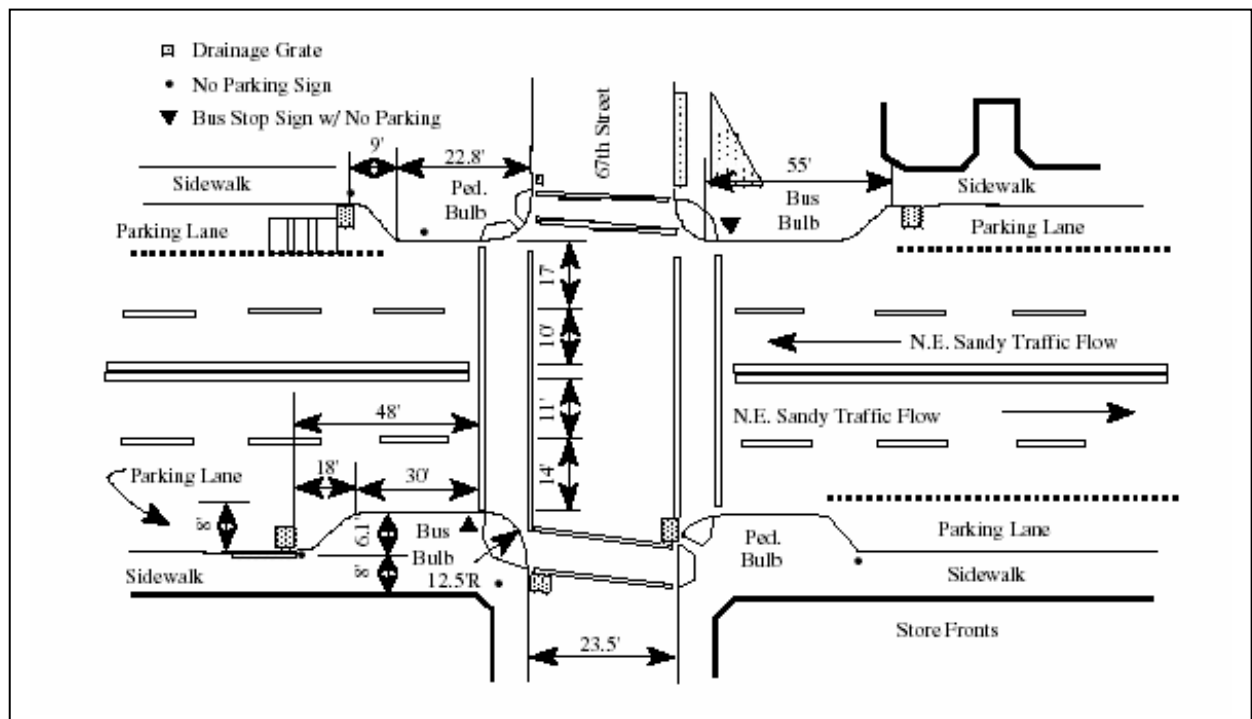 Drainage Grate
No Parking Sign
Bus Stop Sign w/ No Parking
9'
22.8'
67th Street
55'
Sidewalk
Ped.
Bulb
Bus
Bulb
Sidewalk
Parking Lane
Parking Lane
17'
10'
N.E. Sandy Traffic Flow
11'
48'
N.E. Sandy Traffic Flow
14'
Parking Lane
18'
30'
8'
6.1'
Bus
Bulb
Ped.
Bulb
Parking Lane
8'
12.5'R
Sidewalk
Sidewalk
23.5'
Store Fronts